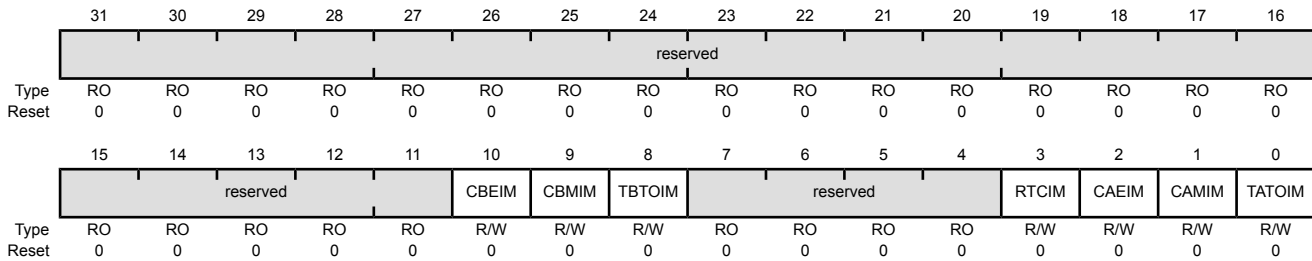 31 30 29 28 27 26 25 24 23 22 21 20 19 18 17 16
reserved
Type RO RO RO RO RO RO RO RO RO RO RO RO RO RO RO RO
Reset 0 0 0 0 0 0 0 0 0 0 0 0 0 0 0 0
15 14 13 12 11 10 9 8 7 6 5 4 3 2 1 0
reserved CBEIM CBMIM TBTOIM reserved RTCIM CAEIM CAMIM TATOIM
Type RO RO RO RO RO R/W R/W R/W RO RO RO RO R/W R/W R/W R/W
Reset 0 0 0 0 0 0 0 0 0 0 0 0 0 0 0 0